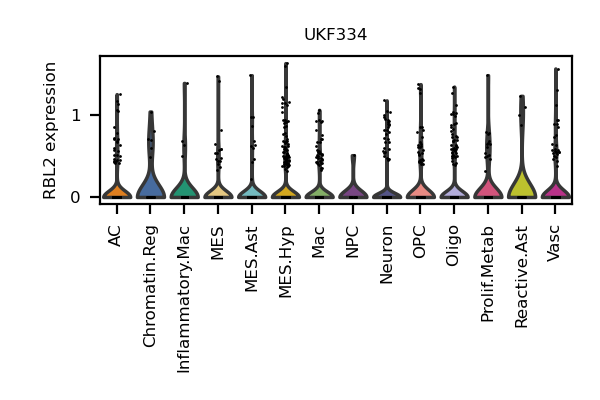 UKF334
RBL2 expression
1
0
AC
Chromatin.Reg
Inflammatory.Mac
MES
MES.Ast
MES.Hyp
Mac
NPC
Neuron
OPC
Oligo
Prolif.Metab
Reactive.Ast
Vasc